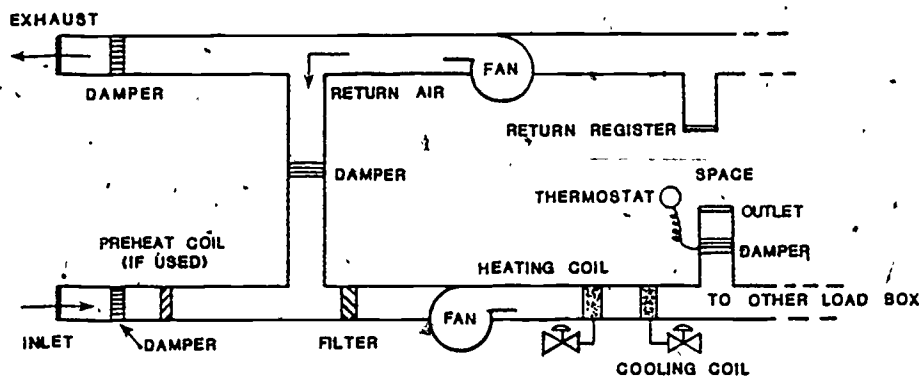 EXHAUST
FAN
DAMPER
RETURN AIR
RETURN REGISTER
DAMPER
SPACE
THERMOSTAT
OUTLET
PREHEAT COIL
(IF USED)
DAMPER
HEATING COIL
TO OTHER LOAD BOX
FAN
INLET
DAMPER
FILTER
COOLING COIL